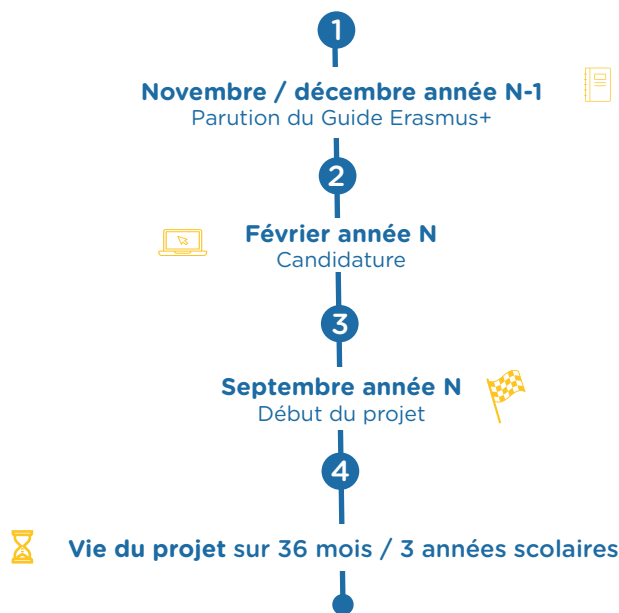 1
Novembre / décembre année N-1
Parution du Guide Erasmus+
2
Février année N
Candidature
3
Septembre année N
Début du projet
4
Vie du projet sur 36 mois / 3 années scolaires